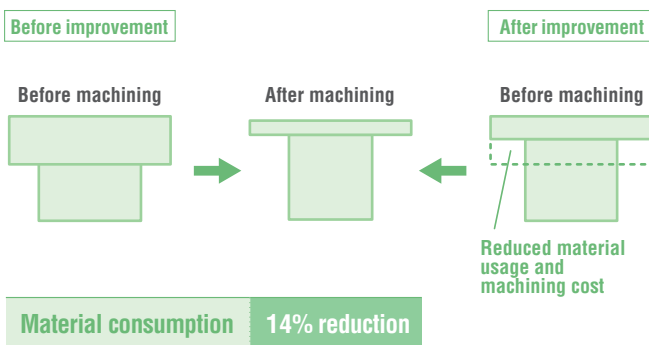 Before improvement
After improvement
Before machining
After machining
Before machining
Reduced material
usage and
machining cost
Material consumption
14% reduction